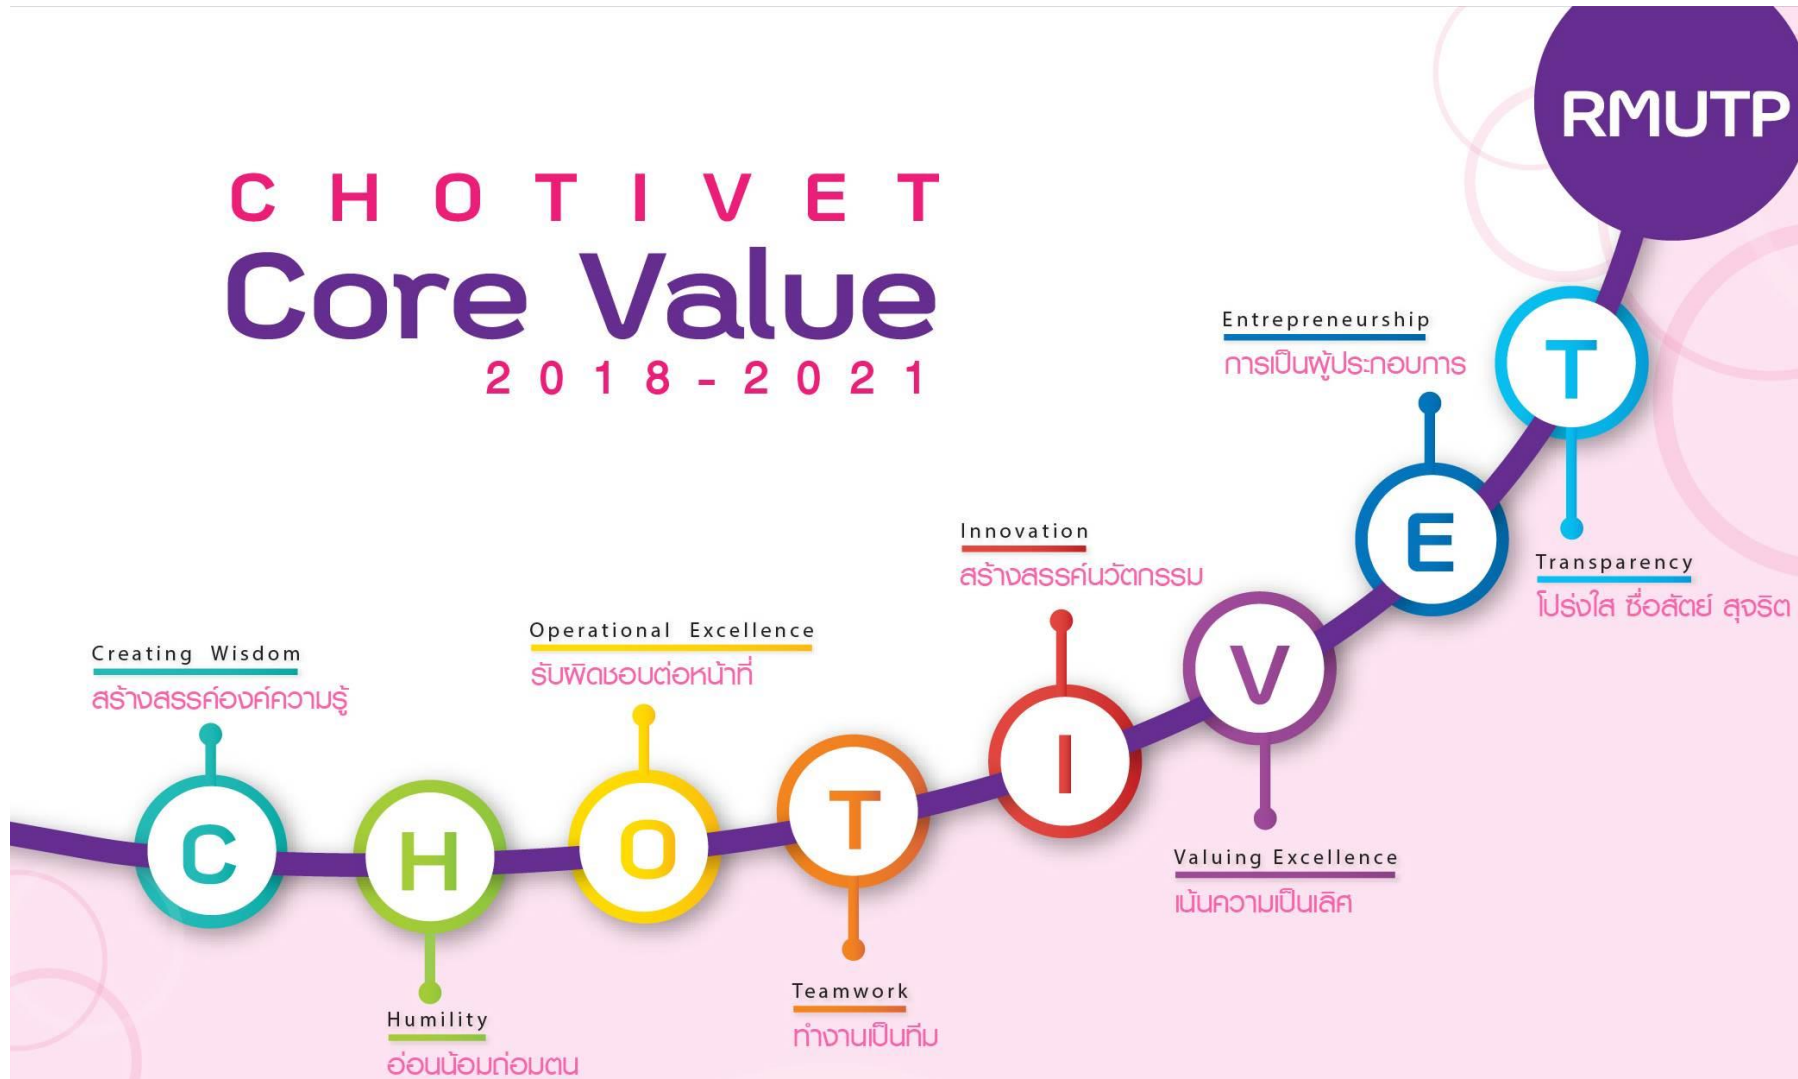 RMUTP
CHOTIVET
Core Value
2018-2021
C
Creating Wisdom
สร้างสรรค์องค์ความรู้
H
Humility
อ่อนน้อมถ่อมตน
O
Operational Excellence
รับผิดชอบต่อหน้าที่
T
Teamwork
ทำงานเป็นทีม
I
Innovation
สร้างสรรค์นวัตกรรม
V
Valuing Excellence
เน้นความเป็นเลิศ
E
Entrepreneurship
การเป็นผู้ประกอบการ
T
Transparency
โปร่งใส ซื่อสัตย์ สุจริต